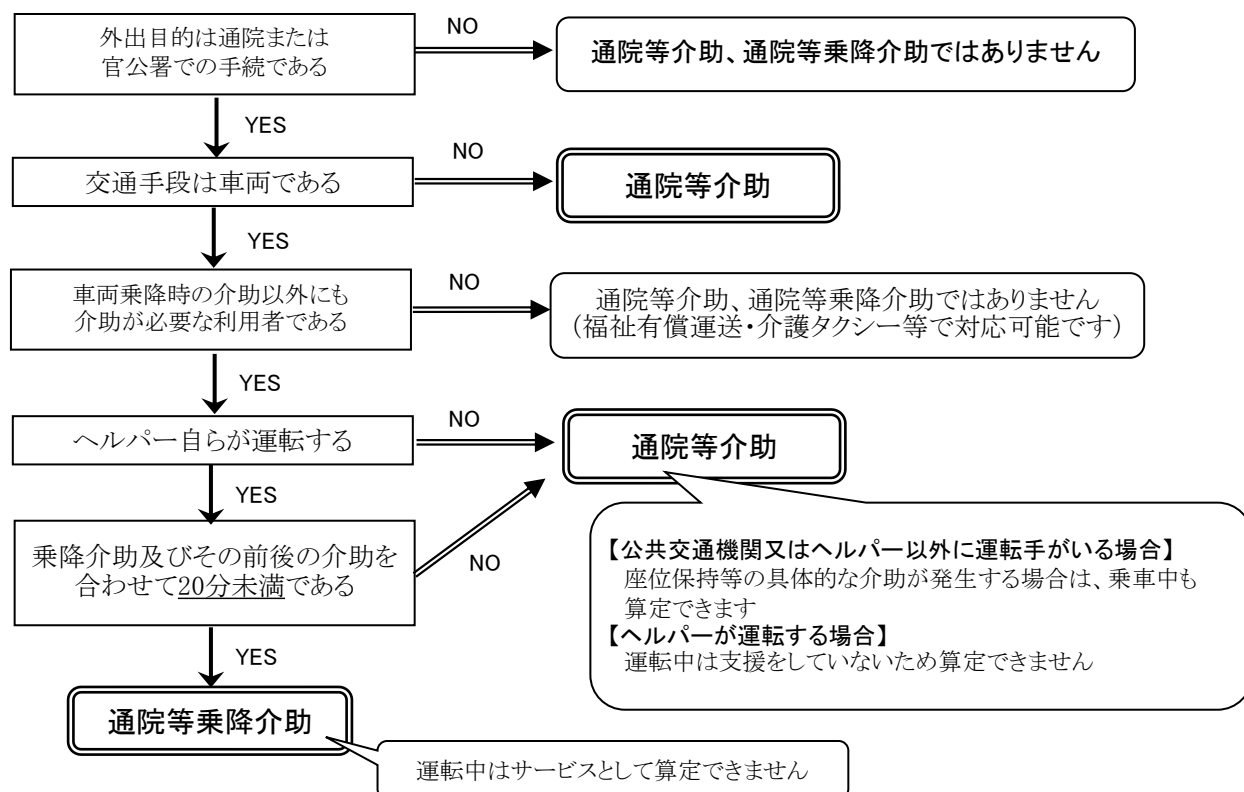 外出目的は通院または
官公署での手続である
NO
通院等介助、通院等乗降介助ではありません
YES
交通手段は車両である
NO
通院等介助
YES
車両乗降時の介助以外にも
介助が必要な利用者である
NO
通院等介助、通院等乗降介助ではありません
（福祉有償運送・介護タクシー等で対応可能です）
YES
ヘルパー自らが運転する
NO
通院等介助
YES
乗降介助及びその前後の介助を
合わせて20分未満である
NO
【公共交通機関又はヘルパー以外に運転手がいる場合】
座位保持等の具体的な介助が発生する場合は、乗車中も
算定できます
【ヘルパーが運転する場合】
運転中は支援をしていないため算定できません
YES
通院等乗降介助
運転中はサービスとして算定できません